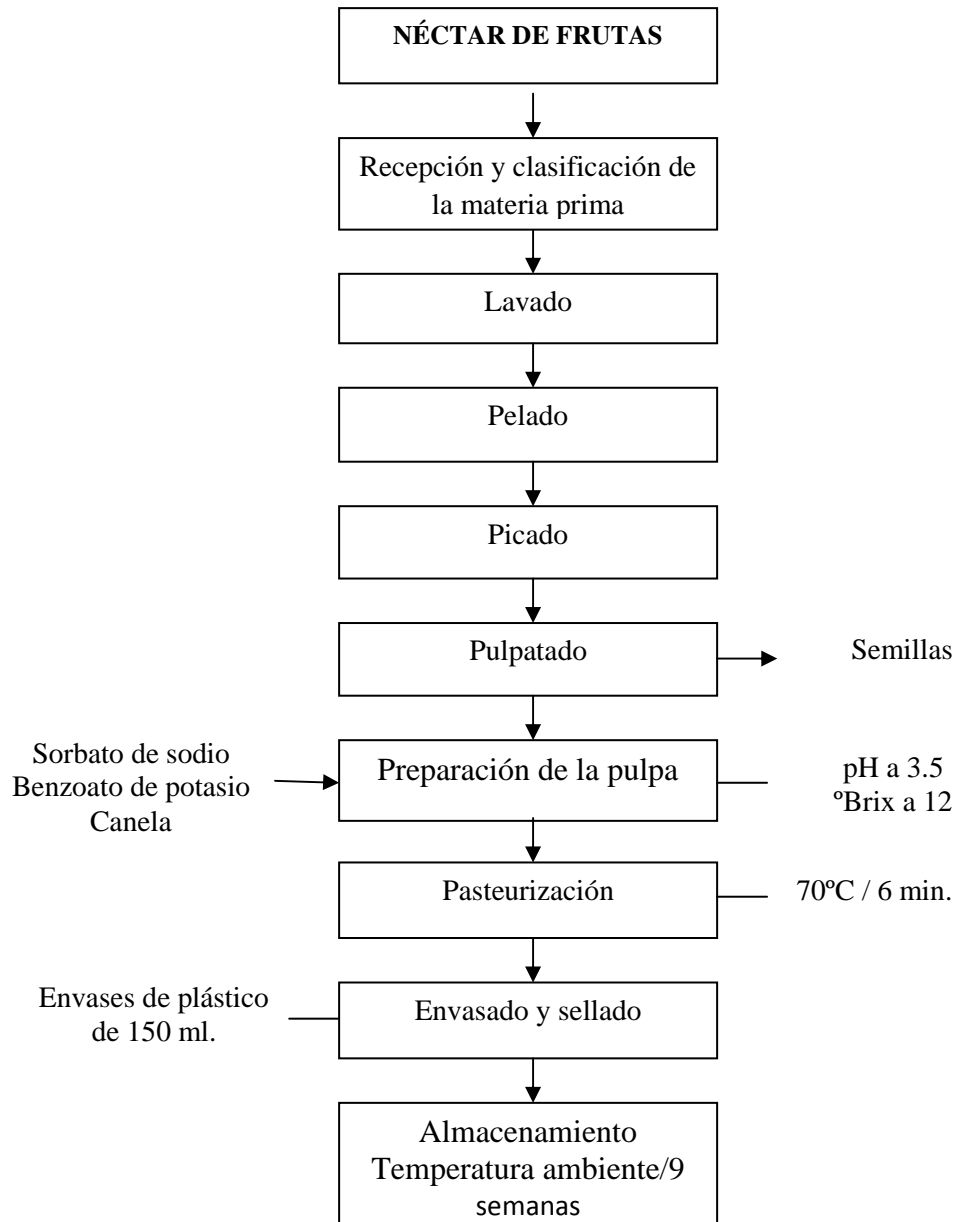 NÉCTAR DE FRUTAS
Recepción y clasificación de
la materia prima
Lavado
Pelado
Picado
Pulpatado
Semillas
Sorbato de sodio
Benzoato de potasio
Canela
Preparación de la pulpa
pH a 3.5
ºBrix a 12
Pasteurización
70ºC / 6 min.
Envases de plástico
de 150 ml.
Envasado y sellado
Almacenamiento
Temperatura ambiente/9
semanas